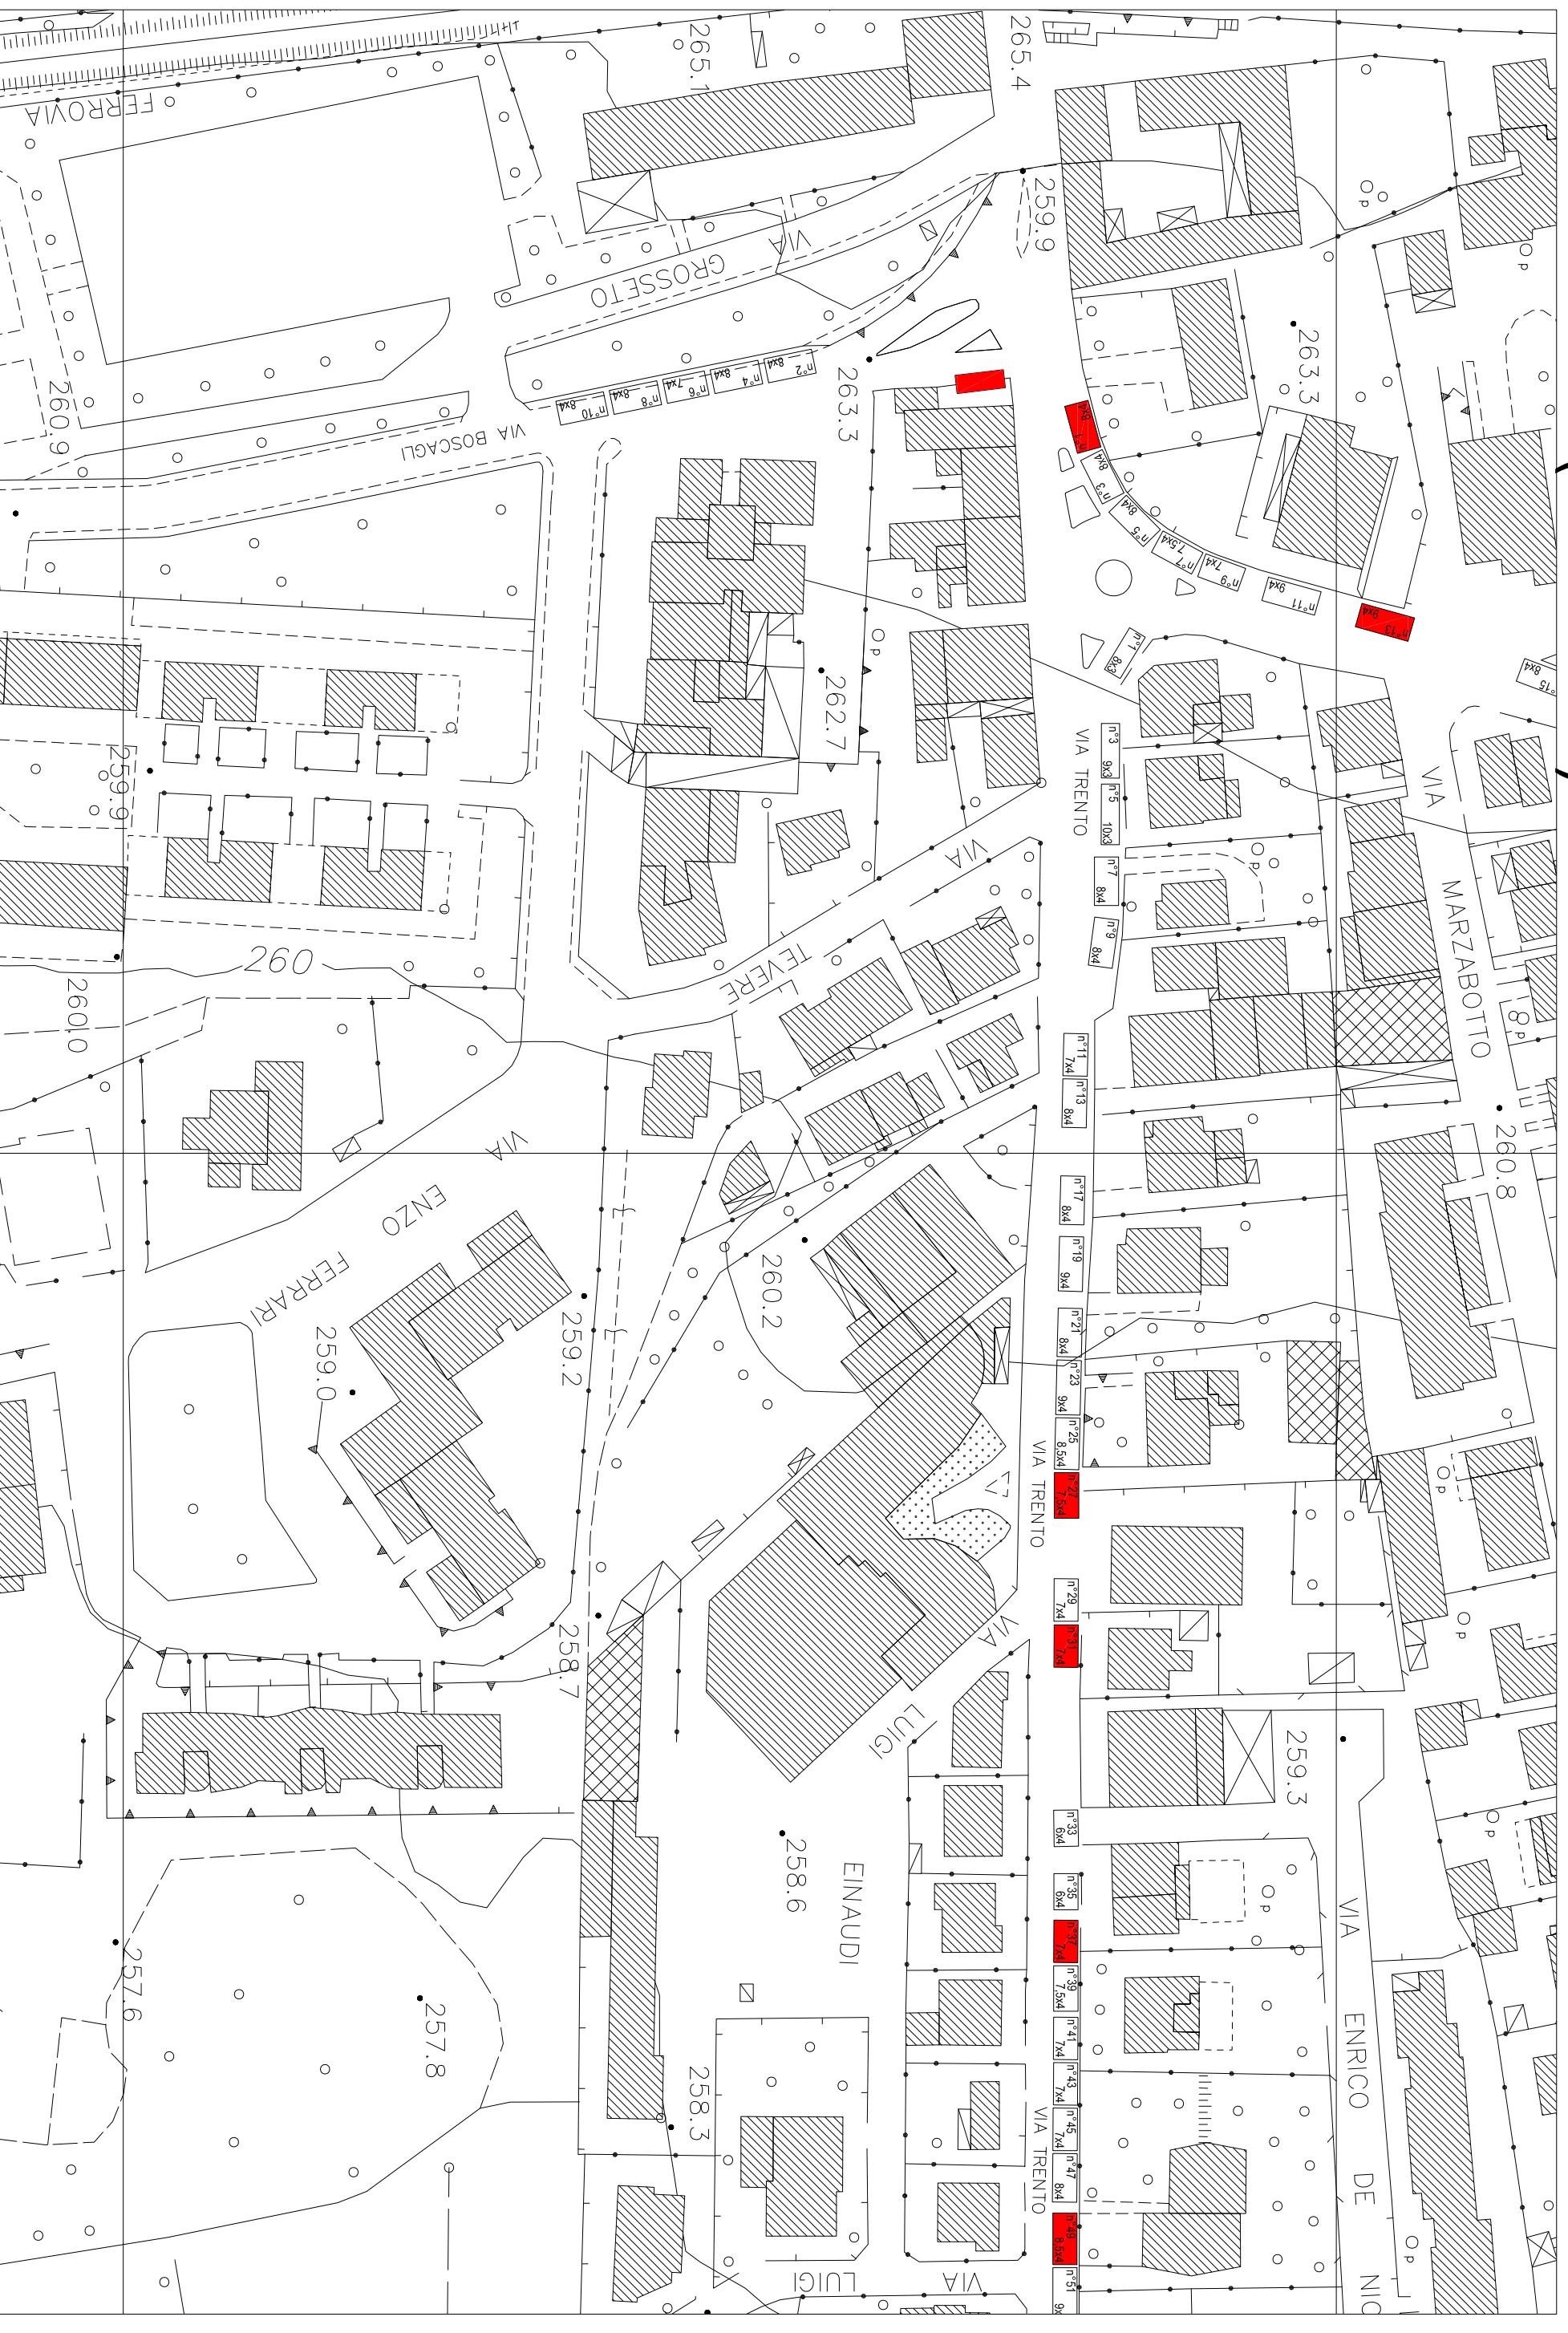 265.1
265.4
FERROVIA
259.9
VIA
GROSSETO
p
p
263.3
263.3
n°2 8x4
n°4 8x4
n°6 7x4
n°8 8x4
n°10 8x4
260.9
VIA BOSCAGLI
n°1 8x4
n°3 8x4
n°5 8x4
n°7 7.5x4
n°9 7x4
n°11 9x4
n°13 9x4
n°15 8x4
n°1 8x3
p
262.7
VIA TRENTO
n°3 9x3
n°5 10x3
n°7 8x4
n°9 8x4
259.9
VIA
MARZABOTTO
p
VIA
TEVERE
260
260.0
p
n°11 7x4
n°13 8x4
260.8
VIA
ENZO
FERRARI
n°17 8x4
n°19 9x4
260.2
259.2
259.0
n°21 8x4
n°23 9x4
n°25 8.5x4
n°27 7.5x4
VIA TRENTO
p
n°29 7x4
n°31 7x4
p
258.7
VIA
LUIGI
EINAUDI
259.3
258.6
n°33 6x4
n°35 6x4
n°37 7x4
n°39 7.5x4
n°41 7x4
n°43 7x4
n°45 7x4
n°47 8x4
n°49 8.5x4
n°51 9x
p
p
VIA
ENRICO
DE
NIC
257.6
257.8
258.3
VIA TRENTO
p
VIA
LUIGI